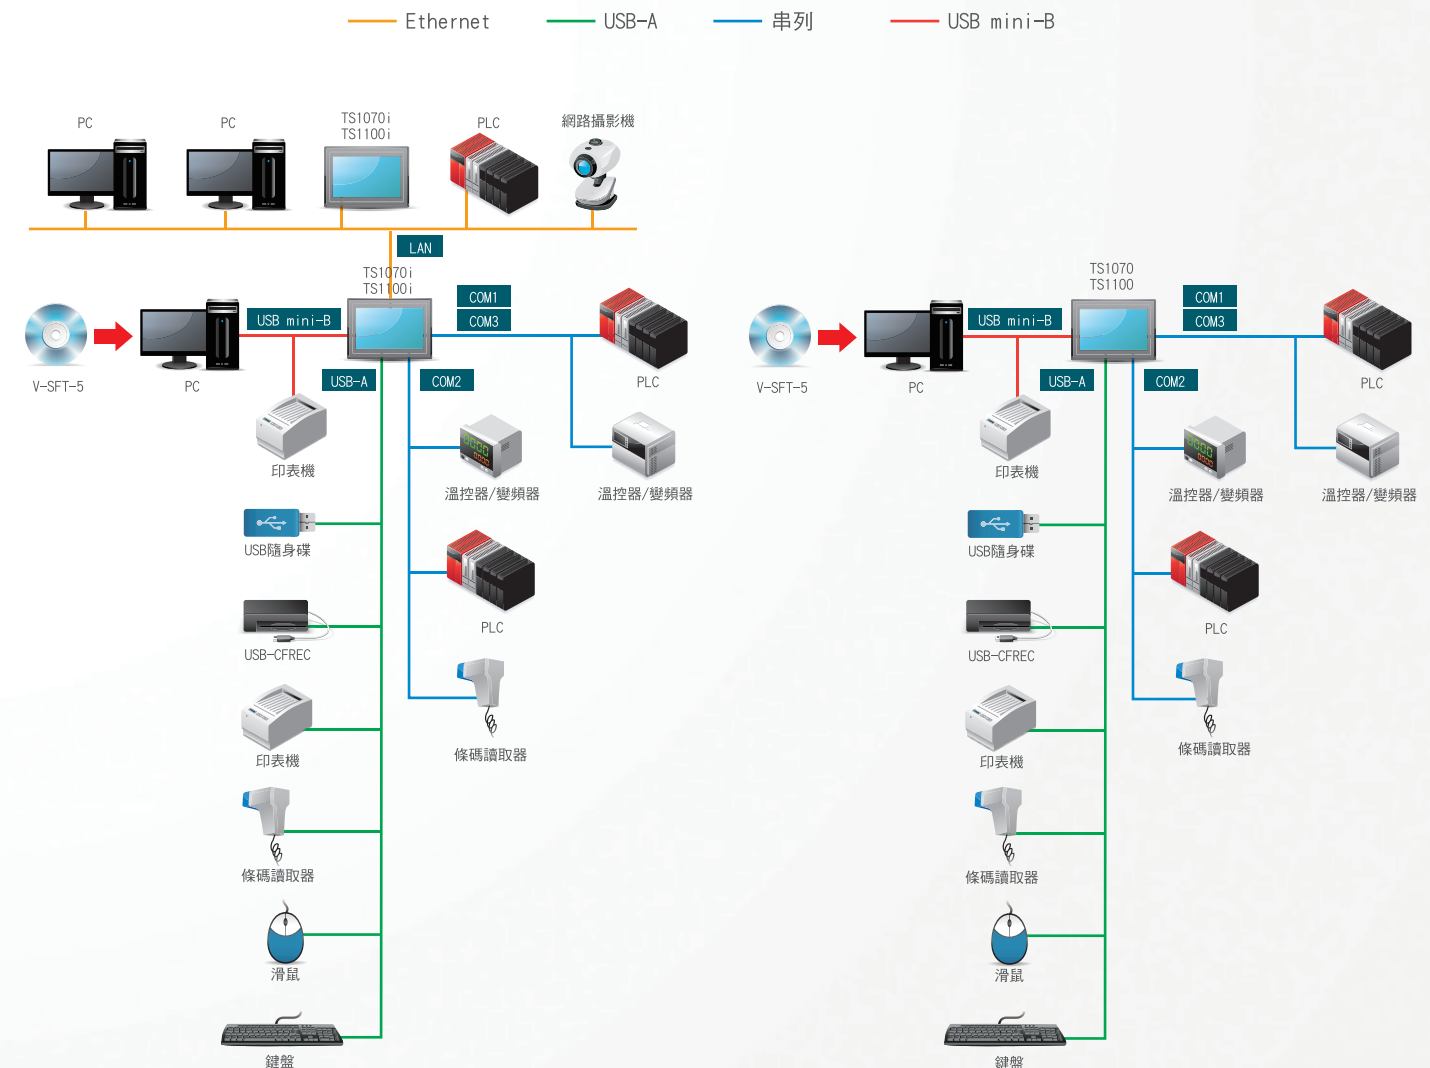 Ethernet
USB-A
串列
USB mini-B
PC
PC
TS1070i
TS1100i
PLC
網路攝影機
LAN
TS1070i
TS1100i
COM1
COM3
USB mini-B
V-SFT-5
PC
USB-A
COM2
PLC
印表機
溫控器/變頻器
溫控器/變頻器
USB隨身碟
PLC
USB-CFREC
條碼讀取器
印表機
條碼讀取器
滑鼠
鍵盤
TS1070
TS1100
COM1
COM3
USB mini-B
V-SFT-5
PC
USB-A
COM2
PLC
印表機
溫控器/變頻器
溫控器/變頻器
USB隨身碟
PLC
USB-CFREC
條碼讀取器
印表機
條碼讀取器
滑鼠
鍵盤